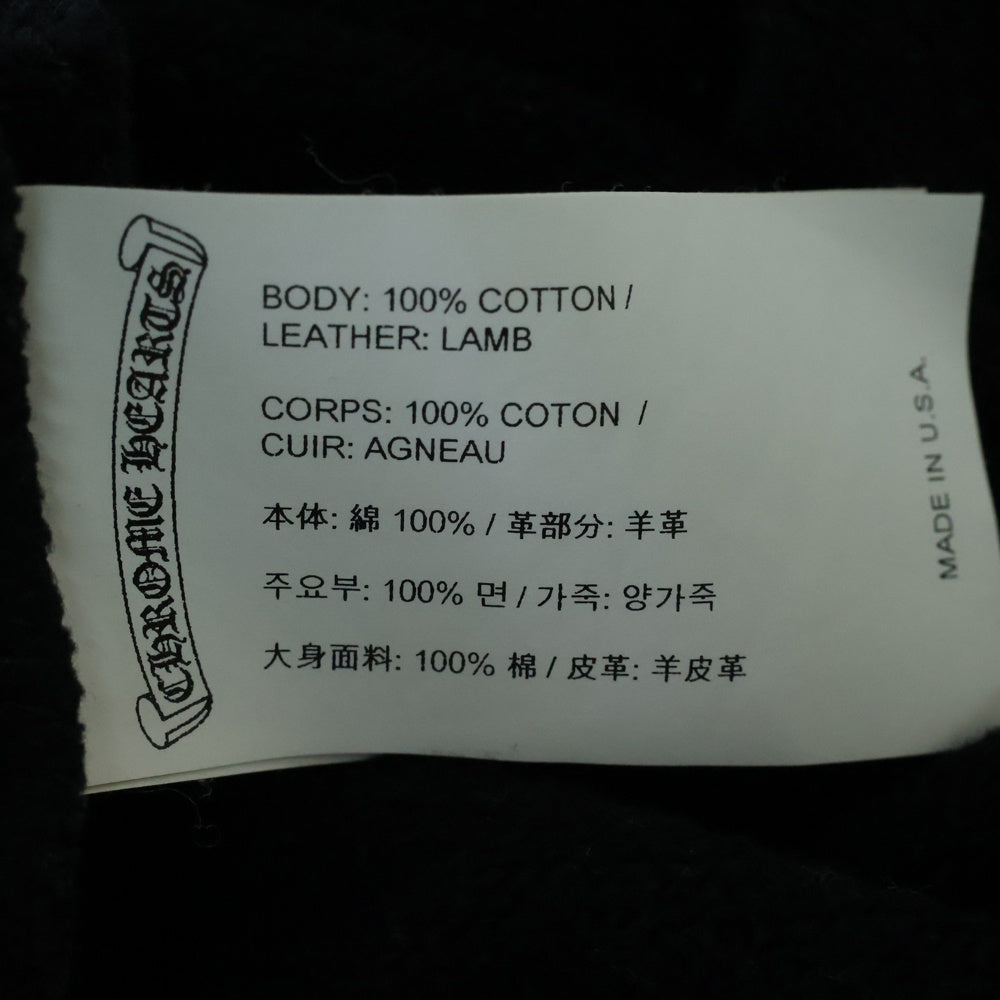 CHROME HEARTS
BODY: 100% COTTON /
LEATHER: LAMB
CORPS: 100% COTON /
CUIR: AGNEAU
本体: 綿 100% / 革部分: 羊革
주요부: 100% 면 / 가죽: 양가죽
大身面料: 100% 棉 / 皮革: 羊皮革
MADE IN U.S.A.